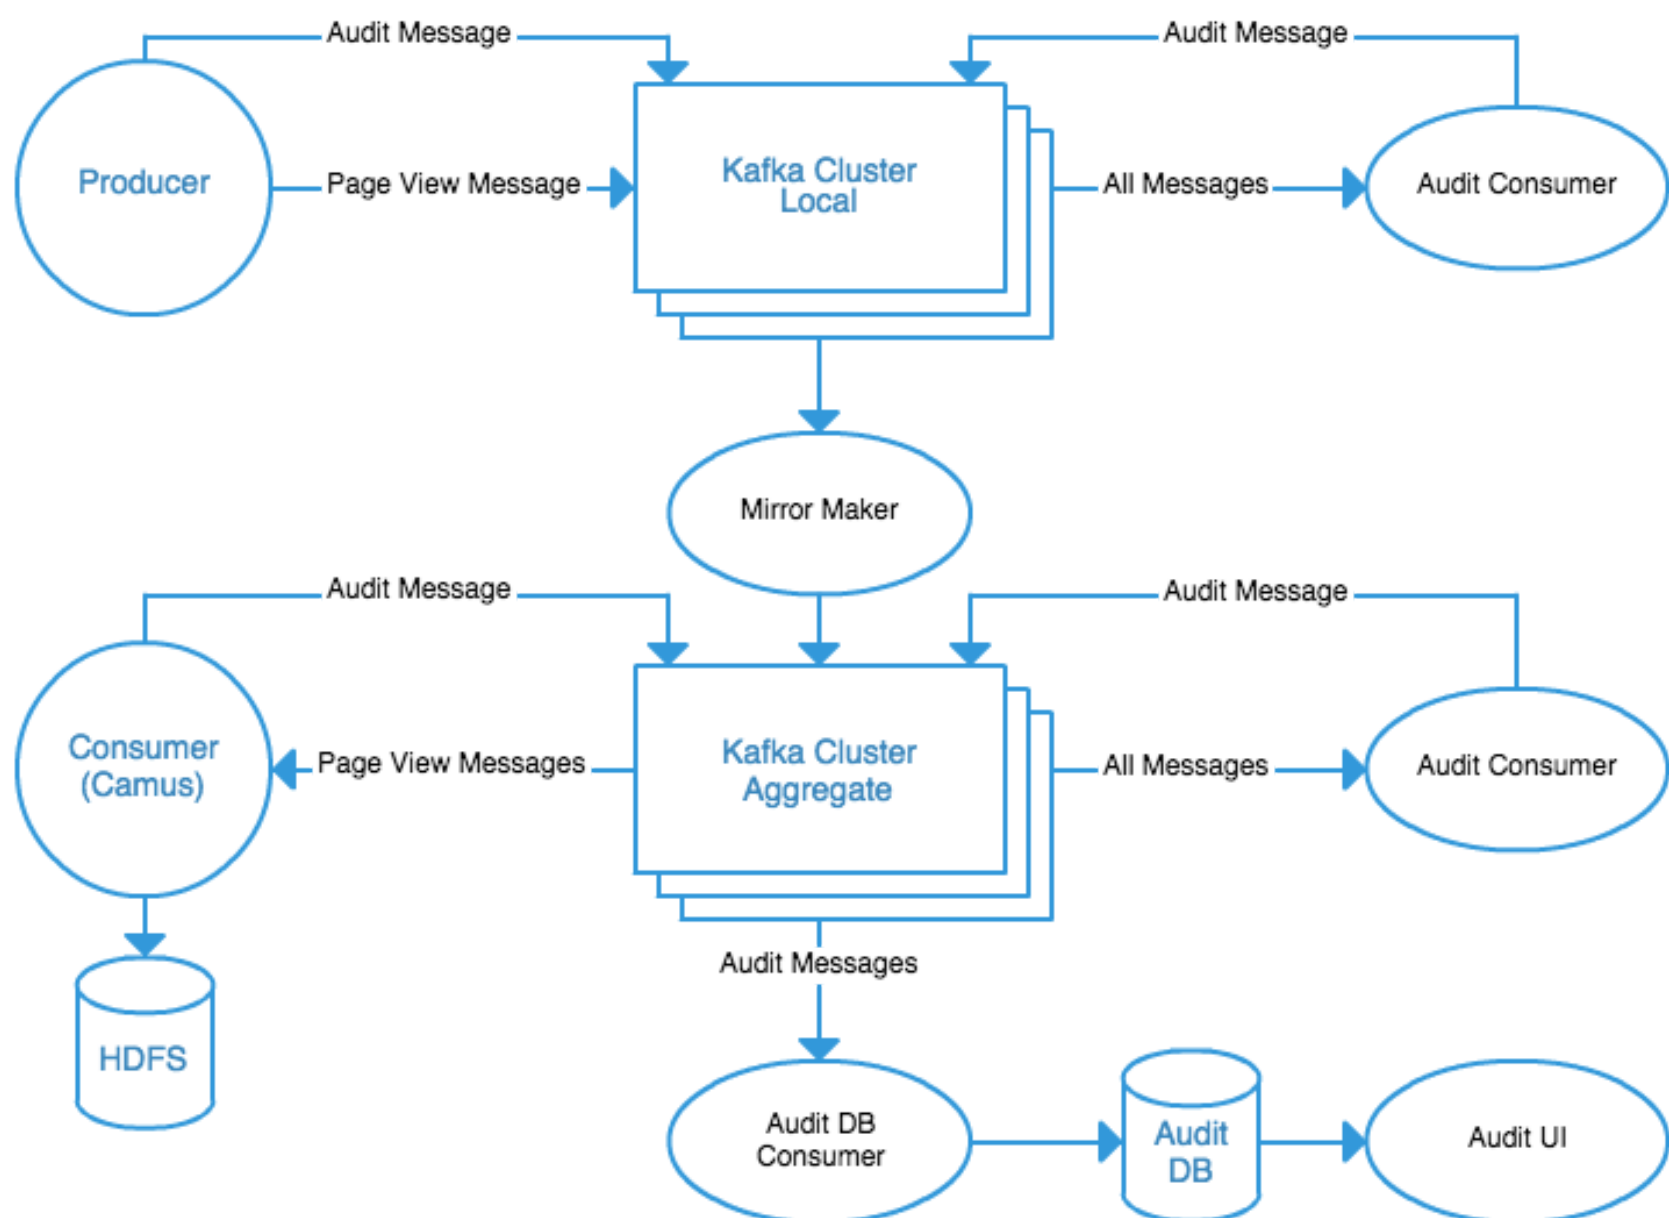 Audit Message
Audit Message
Producer
Page View Message
Kafka Cluster
Local
All Messages
Audit Consumer
Mirror Maker
Audit Message
Audit Message
Consumer
(Camus)
Page View Messages
Kafka Cluster
Aggregate
All Messages
Audit Consumer
Audit Messages
HDFS
Audit DB
Consumer
Audit
DB
Audit UI